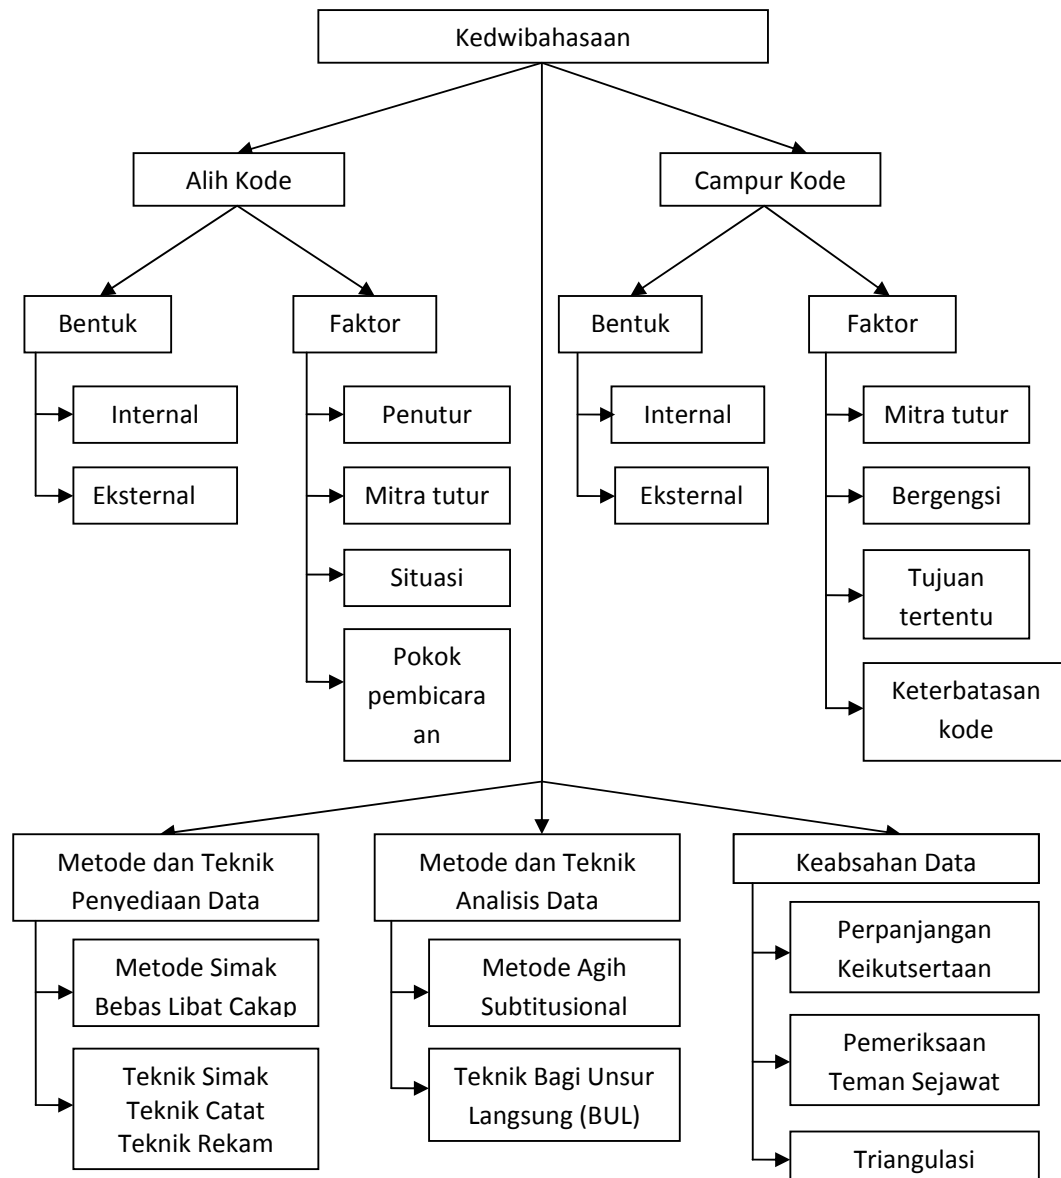 Kedwibahasaan
Alih Kode
Campur Kode
Bentuk
Faktor
Bentuk
Faktor
Internal
Penutur
Internal
Mitra tutur
Eksternal
Mitra tutur
Eksternal
Bergengsi
Situasi
Tujuan
tertentu
Pokok
pembicara
an
Keterbatasan
kode
Metode dan Teknik
Penyediaan Data
Metode dan Teknik
Analisis Data
Keabsahan Data
Metode Simak
Bebas Libat Cakap
Metode Agih
Subtitusional
Perpanjangan
Keikutsertaan
Teknik Simak
Teknik Catat
Teknik Rekam
Teknik Bagi Unsur
Langsung (BUL)
Pemeriksaan
Teman Sejawat
Triangulasi